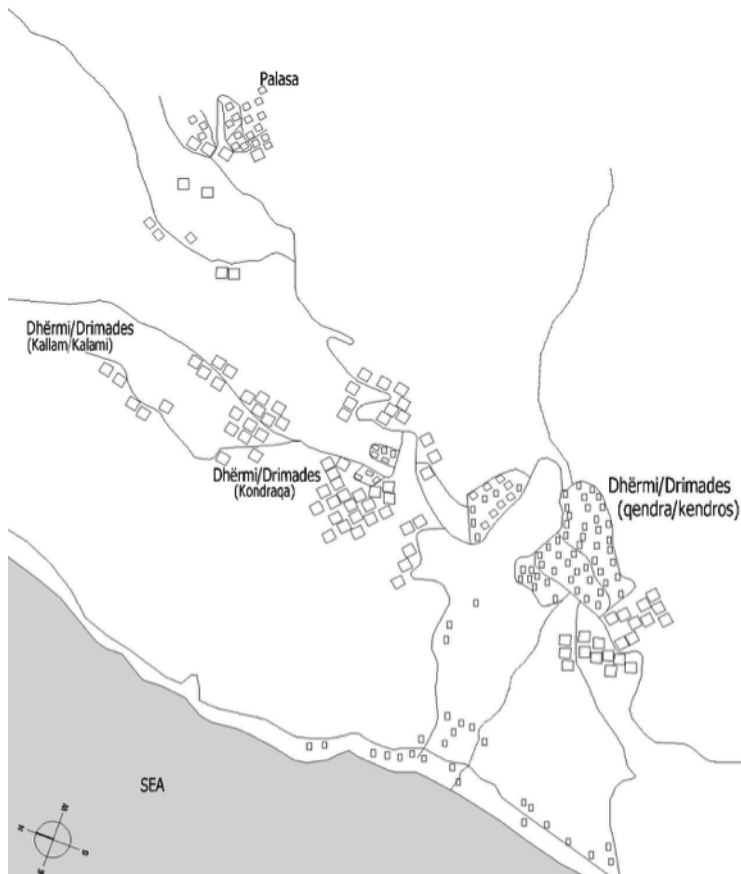 Palasa
Dhërmi/Drimades
(Kallam/Kalami)
Dhërmi/Drimades
(Kondraqa)
Dhërmi/Drimades
(qendra/kendros)
SEA
W
N
S
E